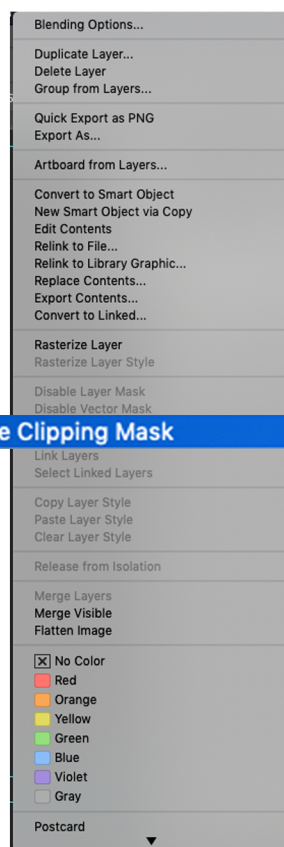 Blending Options...
Duplicate Layer...
Delete Layer
Group from Layers...
Quick Export as PNG
Export As...
Artboard from Layers...
Convert to Smart Object
New Smart Object via Copy
Edit Contents
Relink to File...
Relink to Library Graphic...
Replace Contents...
Export Contents...
Convert to Linked...
Rasterize Layer
Rasterize Layer Style
Disable Layer Mask
Disable Vector Mask
e Clipping Mask
Link Layers
Select Linked Layers
Copy Layer Style
Paste Layer Style
Clear Layer Style
Release from Isolation
Merge Layers
Merge Visible
Flatten Image
No Color
Red
Orange
Yellow
Green
Blue
Violet
Gray
Postcard